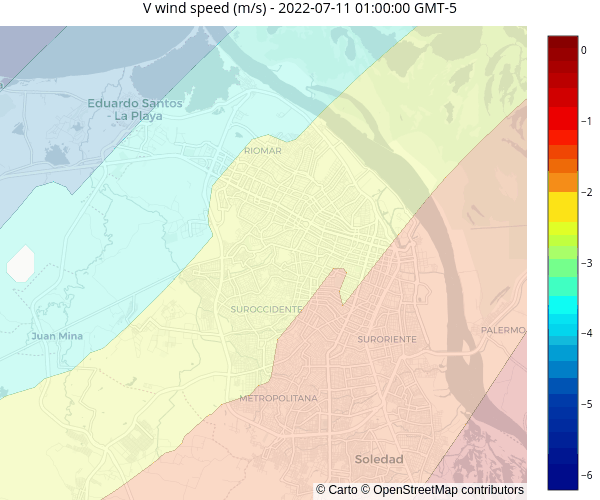 V wind speed (m/s) - 2022-07-11 01:00:00 GMT-5
Eduardo Santos
- La Playa
RIOMAR
SUROCCIDENTE
Juan Mina
SURORIENTE
PALERMO
METROPOLITANA
Soledad
© Carto © OpenStreetMap contributors
0
−1
−2
−3
−4
−5
−6